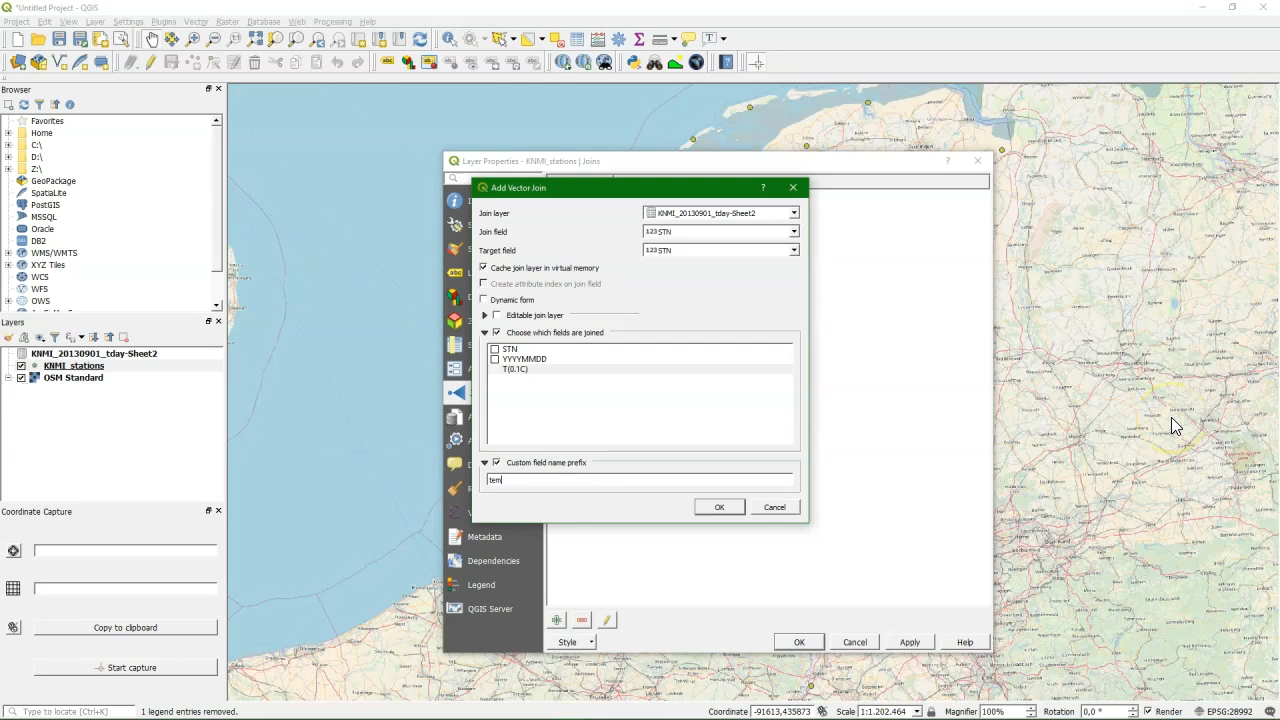 *Untitled Project - QGIS
Project Edit View Layer Settings Plugins Vector Raster Database Web Processing Help
Browser
Favorites
Home
C:\
D:\
Z:\
GeoPackage
SpatiaLite
PostGIS
MSSQL
Oracle
DB2
WMS/WMTS
XYZ Tiles
WCS
WFS
OWS
Layers
KNMI_20130901_tday-Sheet2
KNMI_stations
OSM Standard
Coordinate Capture
Copy to clipboard
Start capture
Layer Properties - KNMI_stations | Joins
Add Vector Join
Join layer KNMI_20130901_tday-Sheet2
Join field 123 STN
Target field 123 STN
Cache join layer in virtual memory
Create attribute index on join field
Dynamic form
Editable join layer
Choose which fields are joined
STN
YYYYMMDD
T(0.1C)
Custom field name prefix
tem
OK Cancel
Metadata
Dependencies
Legend
QGIS Server
Style OK Cancel Apply Help
Type to locate (Ctrl+K) 1 legend entries removed. Coordinate -91613,435873 Scale 1:1.202.464 Magnifier 100% Rotation 0,0 ° Render EPSG:28992